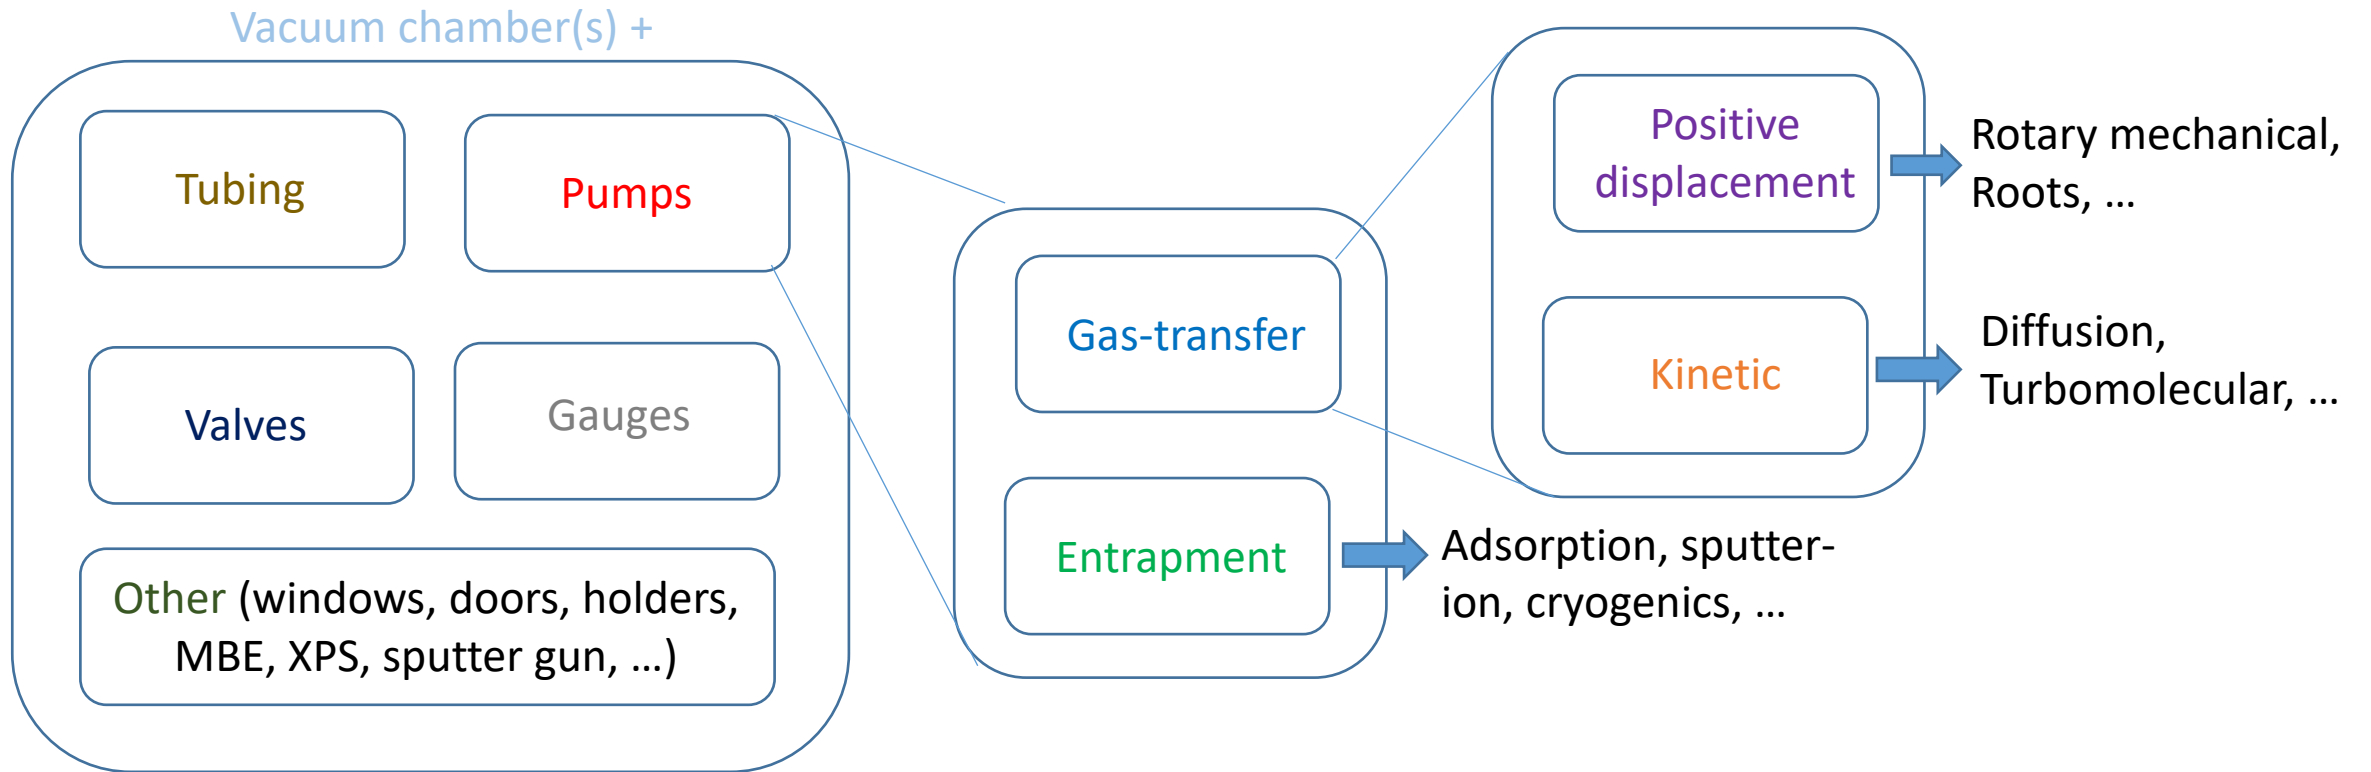 Vacuum chamber(s) +
Tubing
Pumps
Valves
Gauges
Other (windows, doors, holders,
MBE, XPS, sputter gun, …)
Gas-transfer
Entrapment
Adsorption, sputter-
ion, cryogenics, …
Positive
displacement
Rotary mechanical,
Roots, …
Kinetic
Diffusion,
Turbomolecular, …